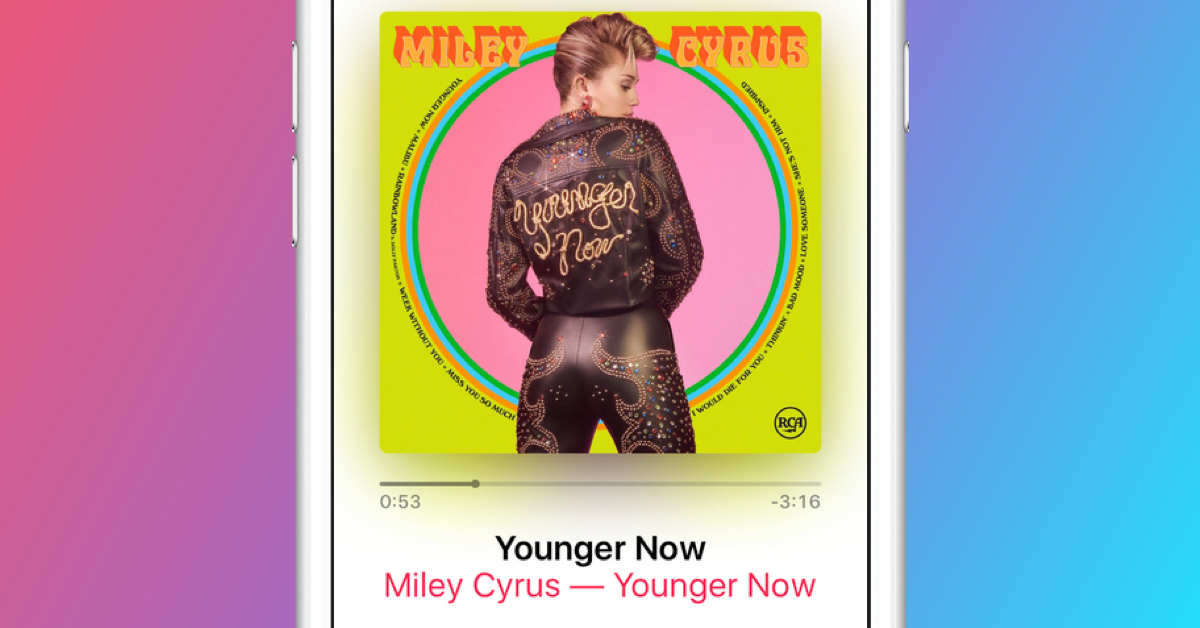 MILEY CYRUS
YOUNGER NOW • MALIBU • RAINBOWLAND ft. DOLLY PARTON • WEEK WITHOUT YOU • MISS YOU SO MUCH
I WOULD DIE FOR YOU • THINKIN' • BAD MOOD • LOVE SOMEONE • SHE'S NOT HIM • INSPIRED
Younger
Now
RCA
0:53 -3:16
Younger Now
Miley Cyrus — Younger Now